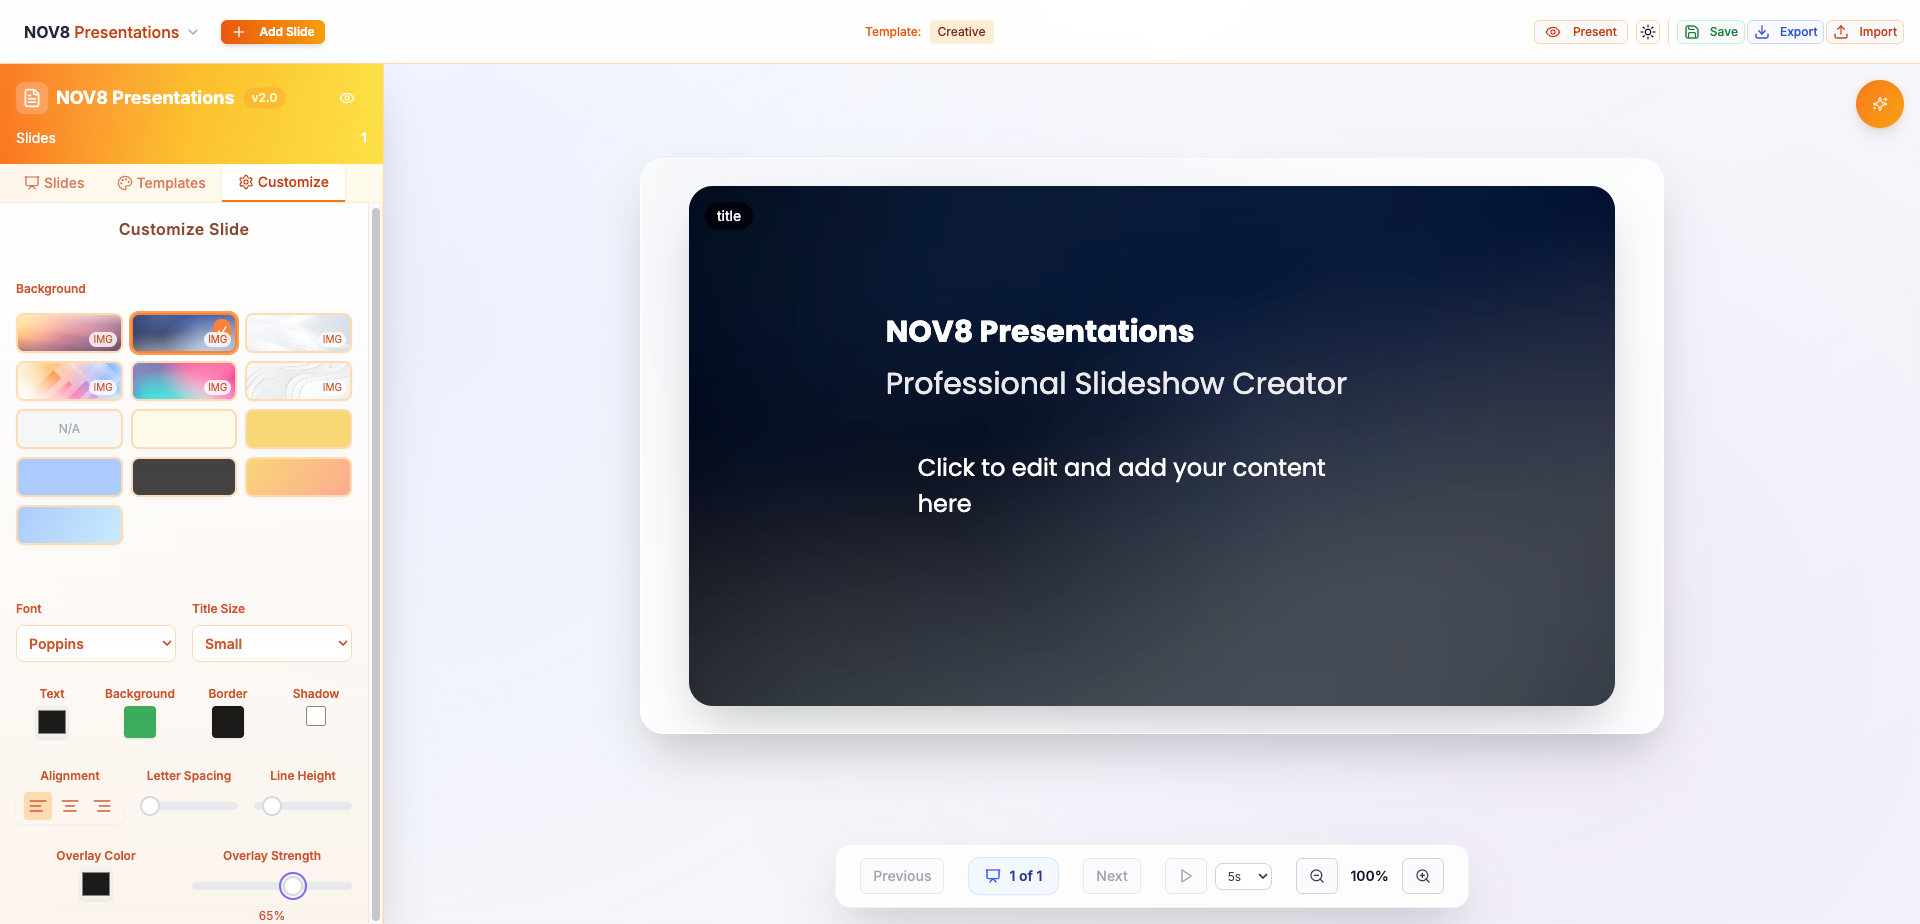 NOV8 Presentations
Add Slide
Template: Creative
Present
Save
Export
Import
NOV8 Presentations v2.0
Slides 1
Slides Templates Customize
Customize Slide
Background
IMG IMG IMG
IMG IMG IMG
N/A
Font Title Size
Poppins Small
Text Background Border Shadow
Alignment Letter Spacing Line Height
Overlay Color Overlay Strength
65%
title
NOV8 Presentations
Professional Slideshow Creator
Click to edit and add your content
here
Previous 1 of 1 Next 5s 100%